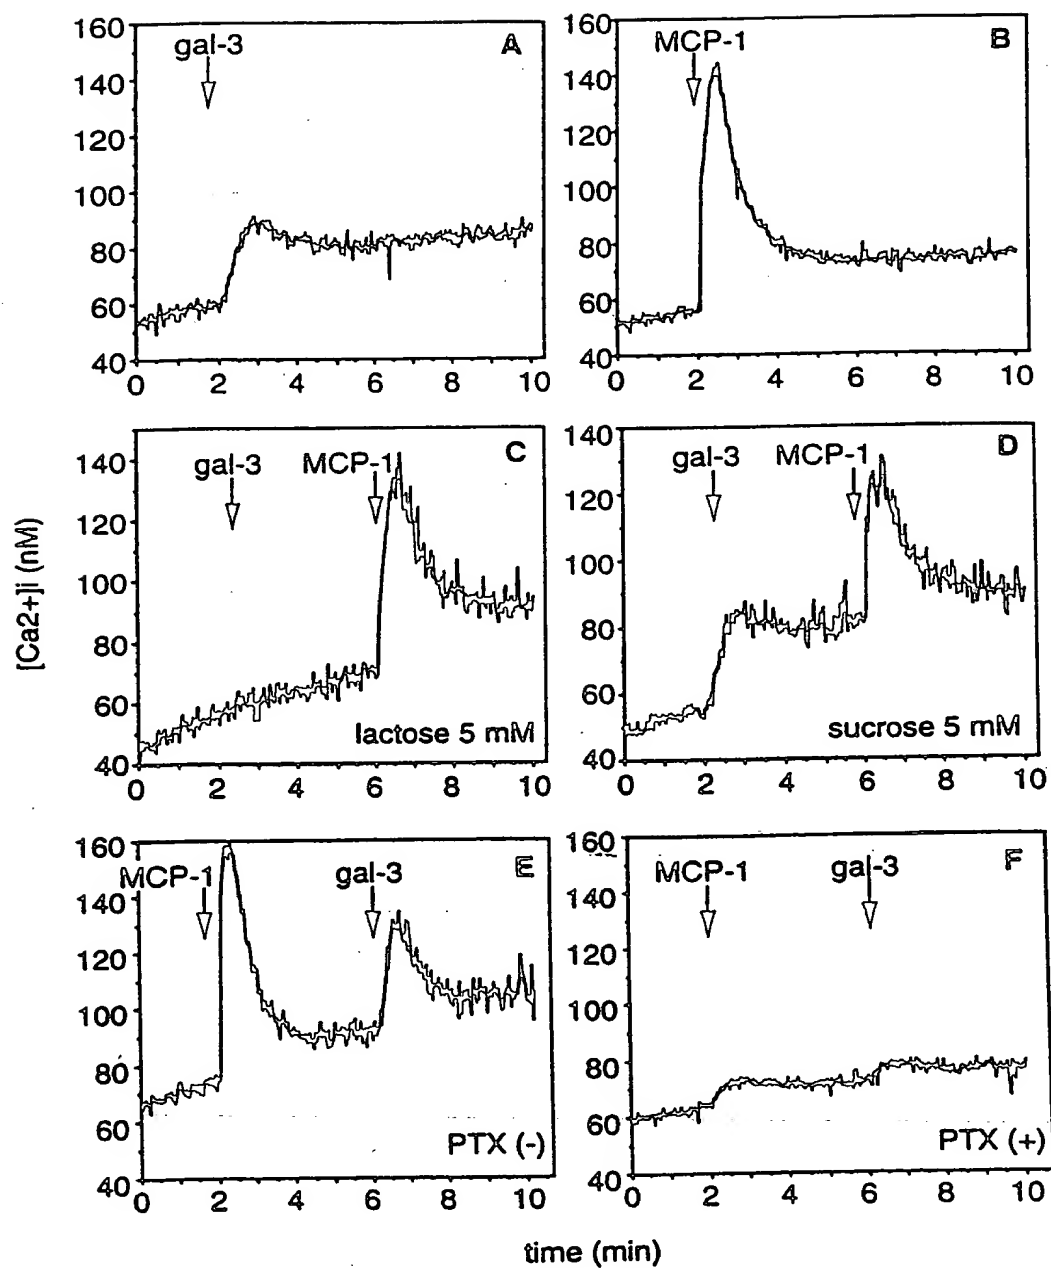 160
140
120
100
80
60
40
gal-3
A
0 2 4 6 8 10
160
140
120
100
80
60
40
MCP-1
B
0 2 4 6 8 10
[Ca2+]i (nM)
140
120
100
80
60
40
gal-3 MCP-1
C
lactose 5 mM
0 2 4 6 8 10
140
120
100
80
60
40
gal-3 MCP-1
D
sucrose 5 mM
0 2 4 6 8 10
160
140
120
100
80
60
40
MCP-1 gal-3
E
PTX (-)
0 2 4 6 8 10
160
140
120
100
80
60
40
MCP-1 gal-3
F
PTX (+)
0 2 4 6 8 10
time (min)